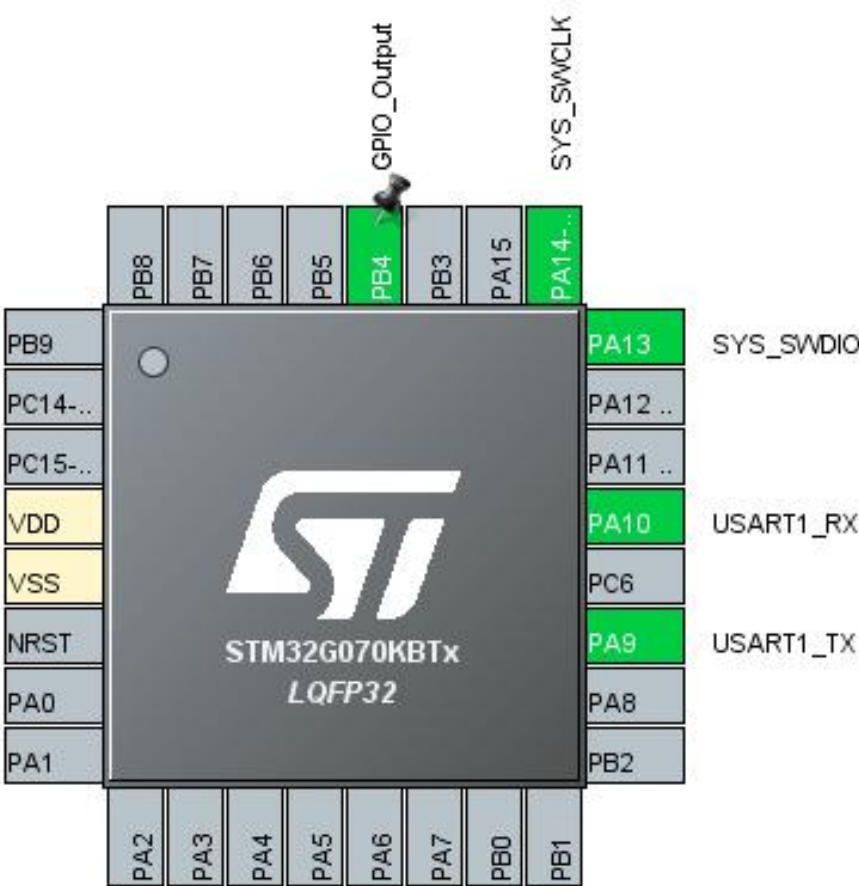 GPIO_Output
SYS_SWCLK
PB8
PB7
PB6
PB5
PB4
PB3
PA15
PA14-..
PB9
PC14-..
PC15-..
VDD
VSS
NRST
PA0
PA1
PA13 SYS_SWDIO
PA12 ..
PA11 ..
PA10 USART1_RX
PC6
PA9 USART1_TX
PA8
PB2
ST
STM32G070KBTx
LQFP32
PA2
PA3
PA4
PA5
PA6
PA7
PB0
PB1